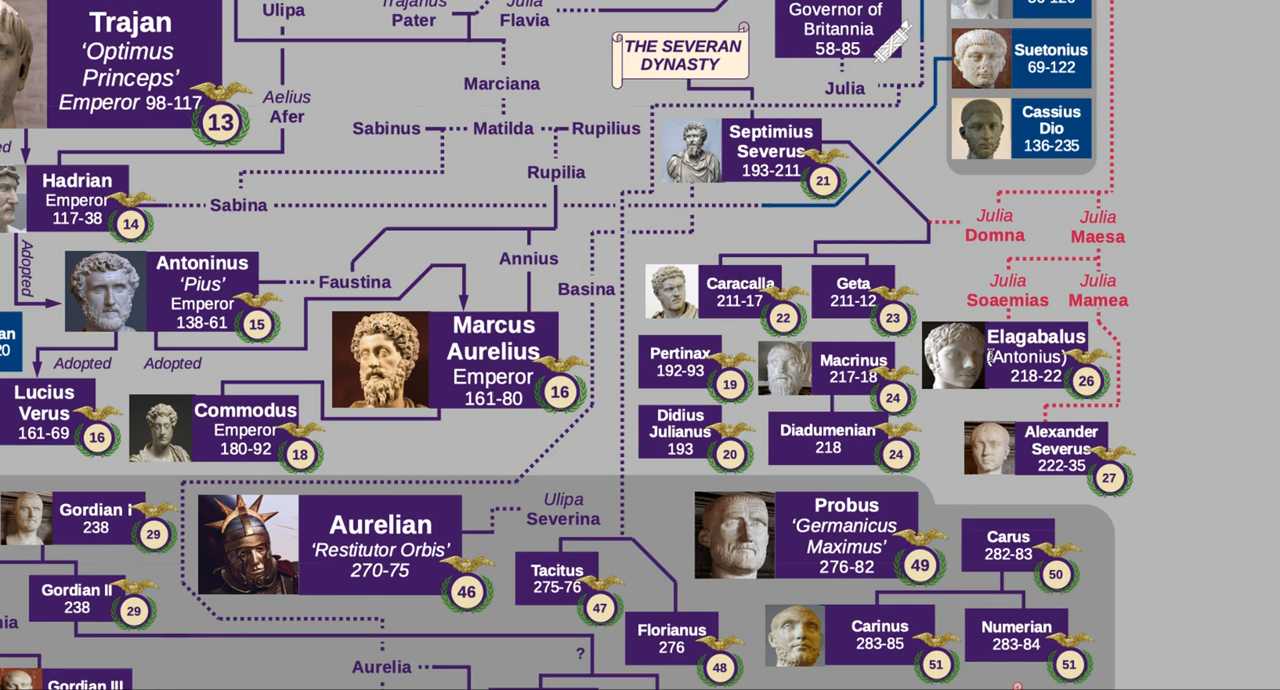 Trajan
'Optimus
Princeps'
Emperor 98-117
13
Ulipa
Aelius
Afer
Trajanus
Pater
Julia
Flavia
Marciana
Sabinus
Matilda
Rupilius
Rupilia
THE SEVERAN
DYNASTY
Governor of
Britannia
58-85
Julia
Suetonius
69-122
Cassius
Dio
136-235
Septimius
Severus
193-211
21
Hadrian
Emperor
117-38
14
Sabina
Adopted
Antoninus
'Pius'
Emperor
138-61
15
Faustina
Annius
Basina
Julia
Domna
Julia
Maesa
Julia
Soaemias
Julia
Mamea
Caracalla
211-17
22
Geta
211-12
23
Marcus
Aurelius
Emperor
161-80
16
Adopted
Adopted
Lucius
Verus
161-69
16
Commodus
Emperor
180-92
18
Pertinax
192-93
19
Macrinus
217-18
24
Elagabalus
(Antonius)
218-22
26
Didius
Julianus
193
20
Diadumenian
218
24
Alexander
Severus
222-35
27
Gordian I
238
29
Gordian II
238
29
Gordian III
Aurelian
'Restitutor Orbis'
270-75
46
Ulipa
Severina
Tacitus
275-76
47
Florianus
276
48
Probus
'Germanicus
Maximus'
276-82
49
Carus
282-83
50
Carinus
283-85
51
Numerian
283-84
51
Aurelia
?